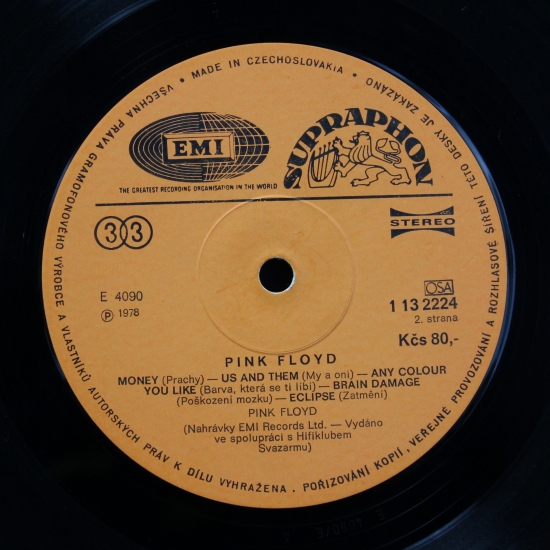 • MADE IN CZECHOSLOVAKIA •
VŠECHNA PRÁVA GRAMOFONOVÉHO VÝROBCE A VLASTNÍKŮ AUTORSKÝCH PRÁV K DÍLU VYHRAŽENA. POŘIZOVÁNÍ KOPIÍ, VEŘEJNÉ PROVOZOVÁNÍ A ROZHLASOVÉ ŠÍŘENÍ TÉTO DESKY JE ZAKÁZÁNO
EMI
THE GREATEST RECORDING ORGANISATION IN THE WORLD
SUPRAPHON
33
STEREO
E 4090
Ⓟ 1978
OSA
1 13 2224
2. strana
Kčs 80,-
PINK FLOYD
MONEY (Prachy) — US AND THEM (My a oni) — ANY COLOUR
YOU LIKE (Barva, která se ti líbí) — BRAIN DAMAGE
(Poškození mozku) — ECLIPSE (Zatmění)
PINK FLOYD
(Nahrávky EMI Records Ltd. — Vydáno
ve spolupráci s Hifiklubem
Svazarmu)